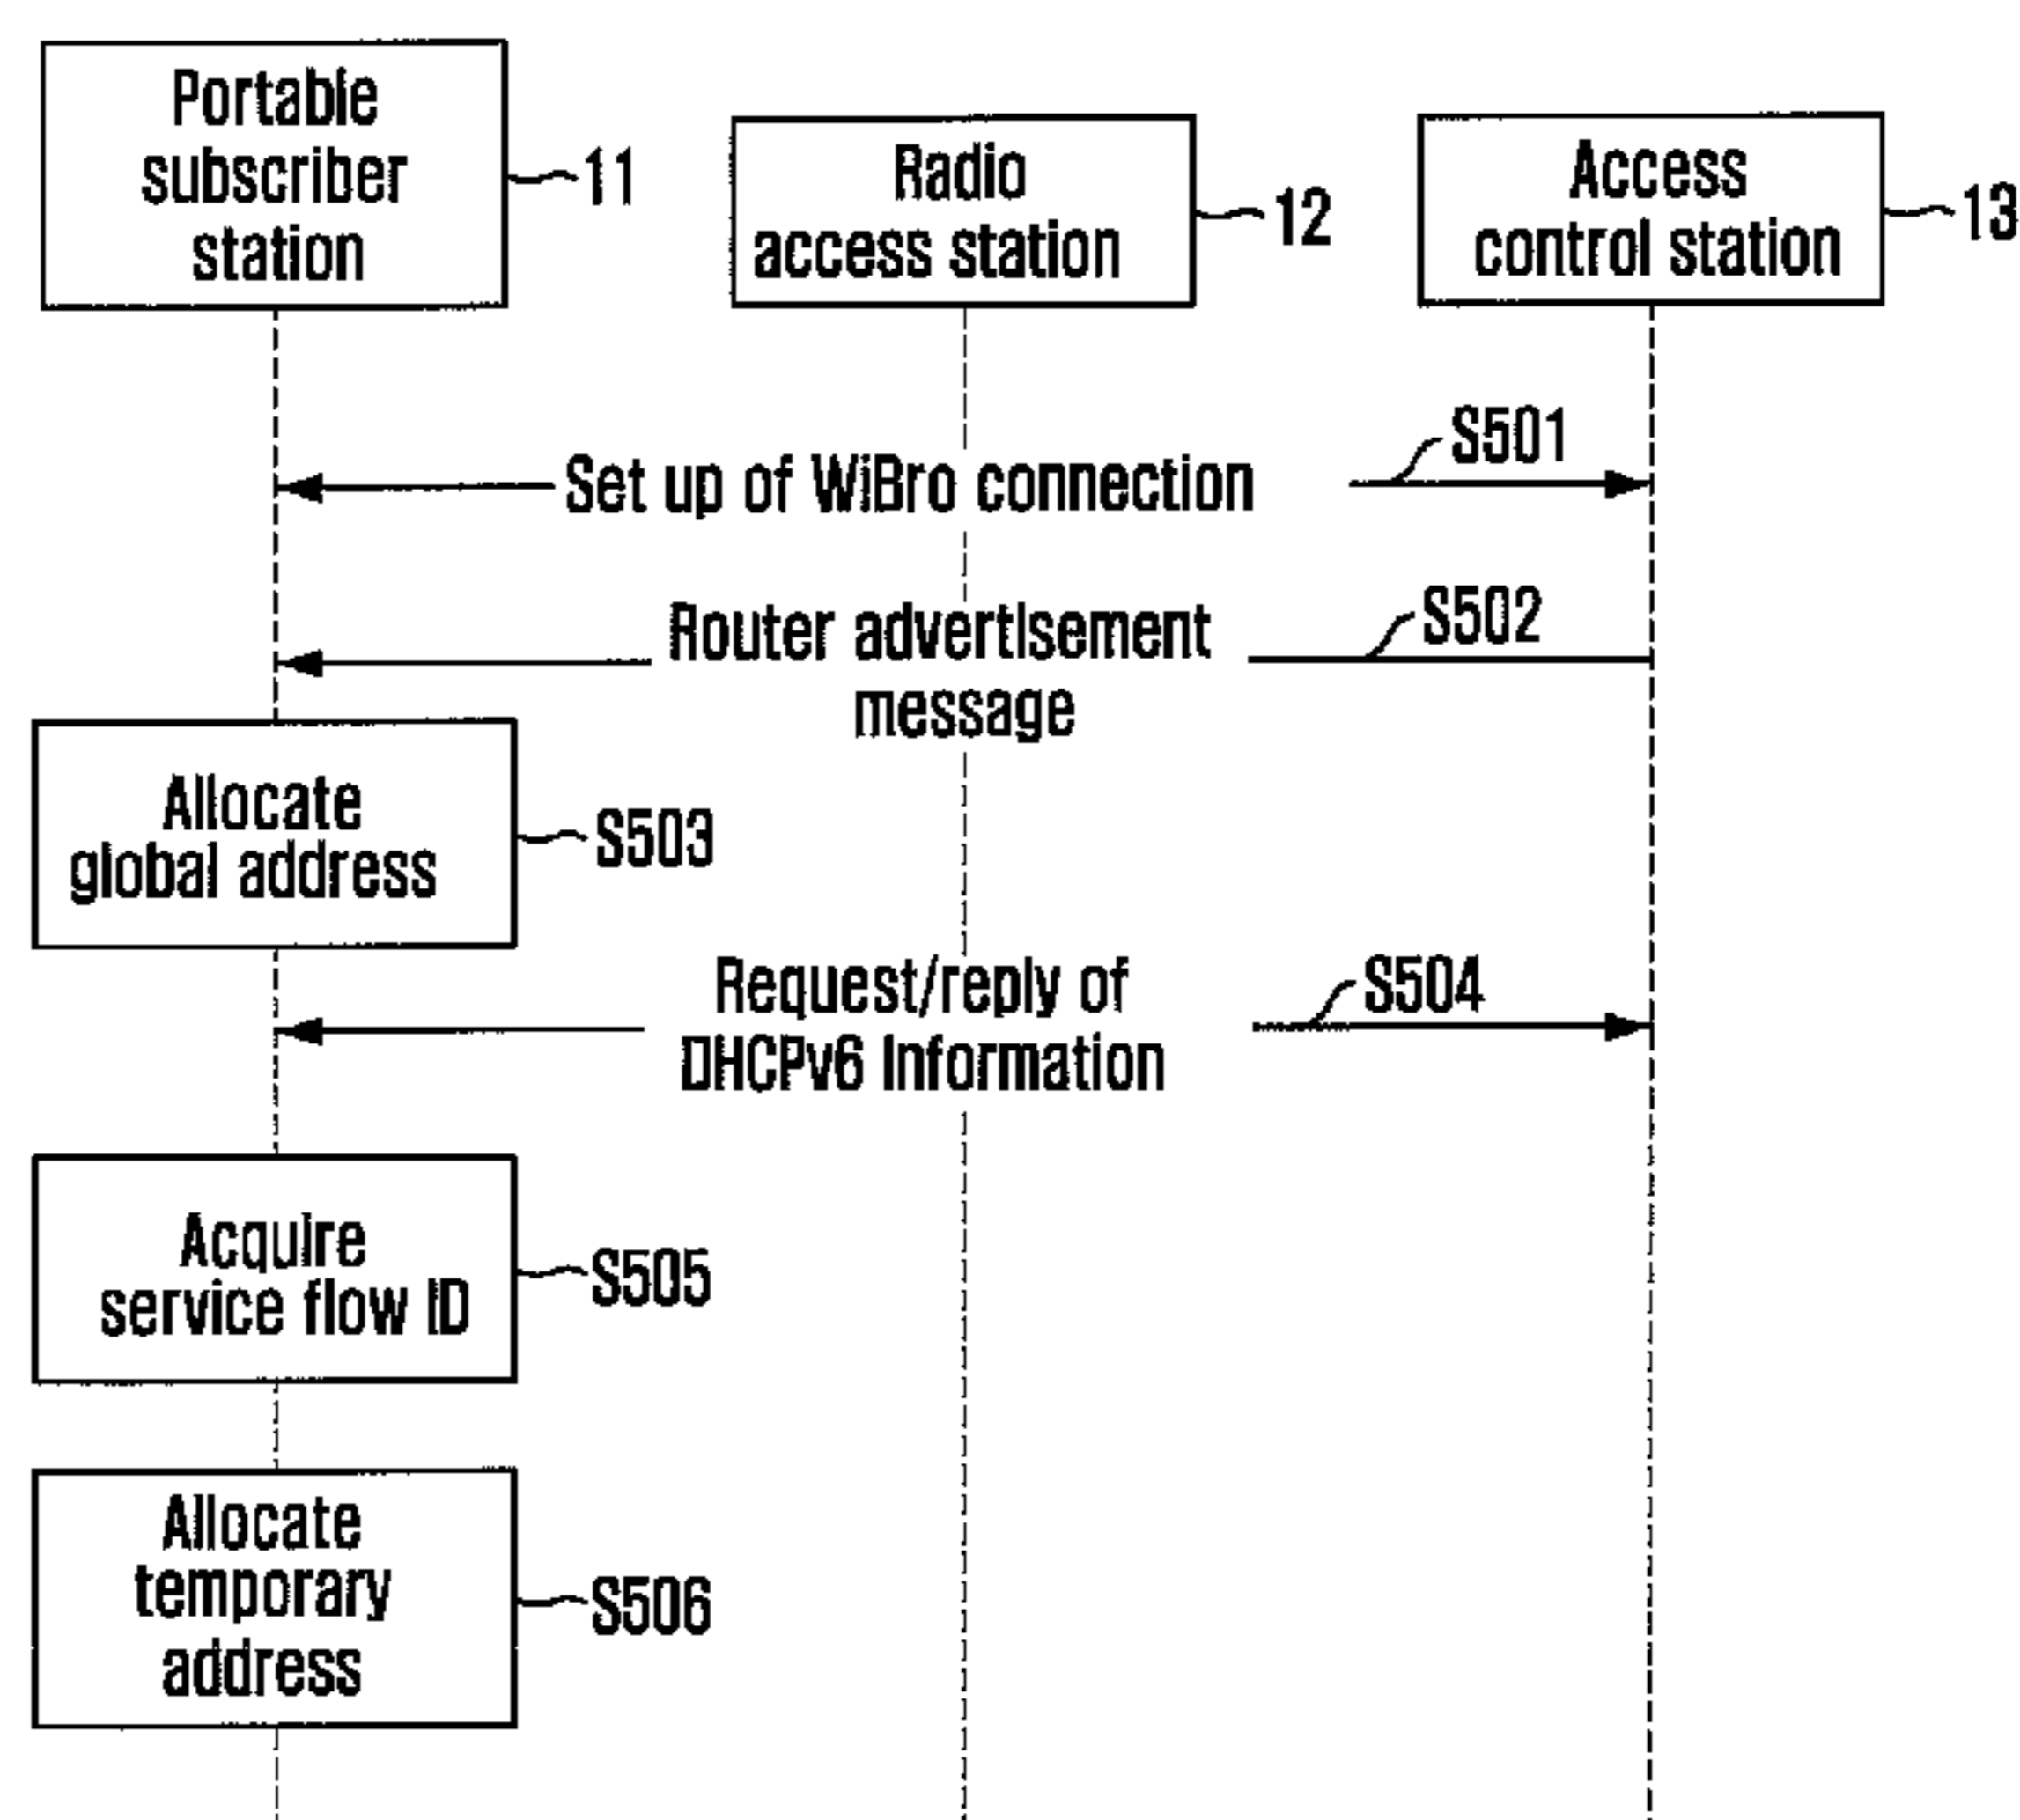 Portable
subscriber
station
11
Radio
access station
12
Access
control station
13
S501
Set up of WiBro connection
S502
Router advertisement
message
Allocate
global address
S503
Request/reply of
DHCPv6 Information
S504
Acquire
service flow ID
S505
Allocate
temporary
address
S506